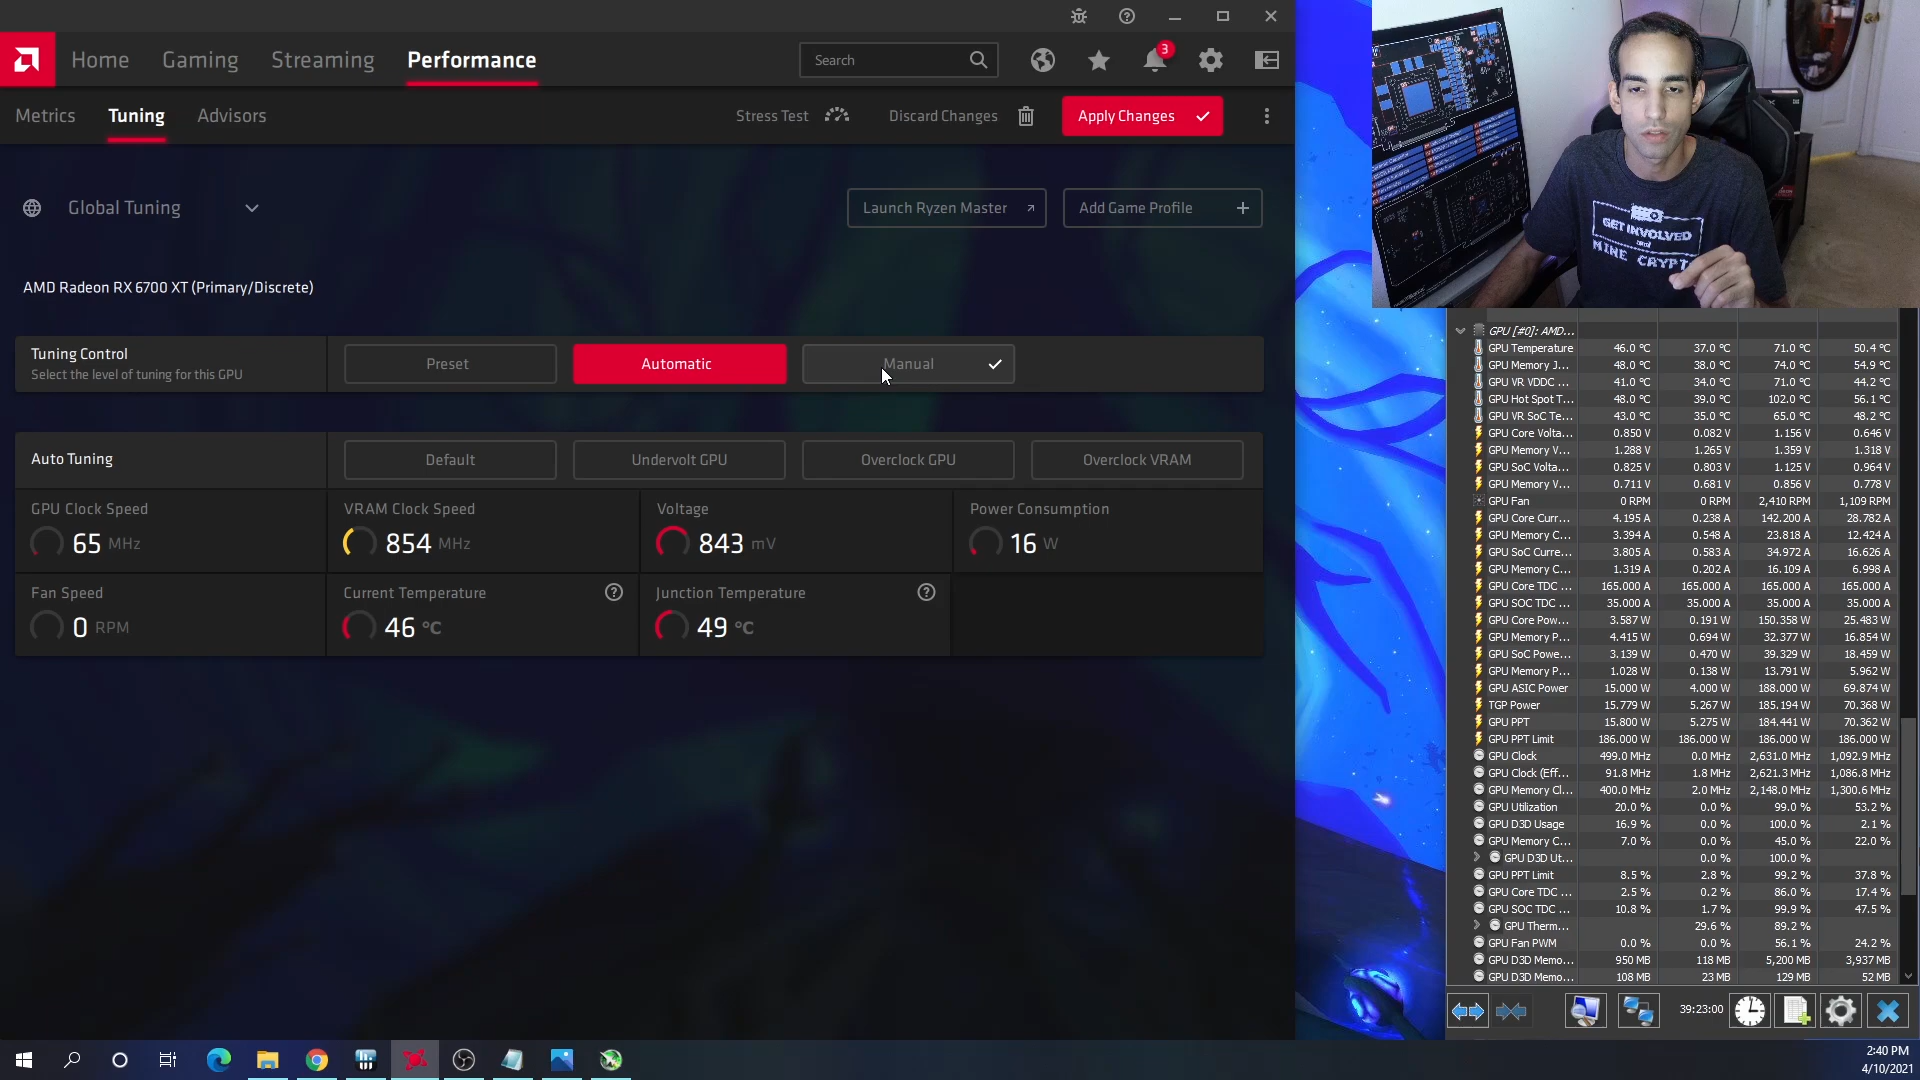 Home Gaming Streaming Performance
Search
3
Metrics Tuning Advisors
Stress Test Discard Changes Apply Changes
Global Tuning
Launch Ryzen Master Add Game Profile
AMD Radeon RX 6700 XT (Primary/Discrete)
Tuning Control
Select the level of tuning for this GPU
Preset Automatic Manual
Auto Tuning Default Undervolt GPU Overclock GPU Overclock VRAM
GPU Clock Speed VRAM Clock Speed Voltage Power Consumption
65 MHz 854 MHz 843 mV 16 W
Fan Speed Current Temperature Junction Temperature
0 RPM 46 °C 49 °C
GET INVOLVED
MINE CRYPT
GPU [#0]: AMD...
GPU Temperature 46.0 °C 37.0 °C 71.0 °C 50.4 °C
GPU Memory J... 48.0 °C 38.0 °C 74.0 °C 54.9 °C
GPU VR VDDC ... 41.0 °C 34.0 °C 71.0 °C 44.2 °C
GPU Hot Spot T... 48.0 °C 39.0 °C 102.0 °C 56.1 °C
GPU VR SoC Te... 43.0 °C 35.0 °C 65.0 °C 48.2 °C
GPU Core Volta... 0.850 V 0.082 V 1.156 V 0.646 V
GPU Memory V... 1.288 V 1.265 V 1.359 V 1.318 V
GPU SoC Volta... 0.825 V 0.803 V 1.125 V 0.964 V
GPU Memory V... 0.711 V 0.681 V 0.856 V 0.778 V
GPU Fan 0 RPM 0 RPM 2,410 RPM 1,109 RPM
GPU Core Curr... 4.195 A 0.238 A 142.200 A 28.782 A
GPU Memory C... 3.394 A 0.548 A 23.818 A 12.424 A
GPU SoC Curre... 3.805 A 0.583 A 34.972 A 16.626 A
GPU Memory C... 1.319 A 0.202 A 16.109 A 6.998 A
GPU Core TDC ... 165.000 A 165.000 A 165.000 A 165.000 A
GPU SOC TDC ... 35.000 A 35.000 A 35.000 A 35.000 A
GPU Core Pow... 3.587 W 0.191 W 150.358 W 25.483 W
GPU Memory P... 4.415 W 0.694 W 32.377 W 16.854 W
GPU SoC Powe... 3.139 W 0.470 W 39.329 W 18.459 W
GPU Memory P... 1.028 W 0.138 W 13.791 W 5.962 W
GPU ASIC Power 15.000 W 4.000 W 188.000 W 69.874 W
TGP Power 15.779 W 5.267 W 185.194 W 70.368 W
GPU PPT 15.800 W 5.275 W 184.441 W 70.362 W
GPU PPT Limit 186.000 W 186.000 W 186.000 W 186.000 W
GPU Clock 499.0 MHz 0.0 MHz 2,631.0 MHz 1,092.9 MHz
GPU Clock (Eff... 91.8 MHz 1.8 MHz 2,621.3 MHz 1,086.8 MHz
GPU Memory Cl... 400.0 MHz 2.0 MHz 2,148.0 MHz 1,300.6 MHz
GPU Utilization 20.0 % 0.0 % 99.0 % 53.2 %
GPU D3D Usage 16.9 % 0.0 % 100.0 % 2.1 %
GPU Memory C... 7.0 % 0.0 % 45.0 % 22.0 %
GPU D3D Ut... 0.0 % 100.0 %
GPU PPT Limit 8.5 % 2.8 % 99.2 % 37.8 %
GPU Core TDC ... 2.5 % 0.2 % 86.0 % 17.4 %
GPU SOC TDC ... 10.8 % 1.7 % 99.9 % 47.5 %
GPU Therm... 29.6 % 89.2 %
GPU Fan PWM 0.0 % 0.0 % 56.1 % 24.2 %
GPU D3D Memo... 950 MB 118 MB 5,200 MB 3,937 MB
GPU D3D Memo... 108 MB 23 MB 129 MB 52 MB
39:23:00
2:40 PM
4/10/2021